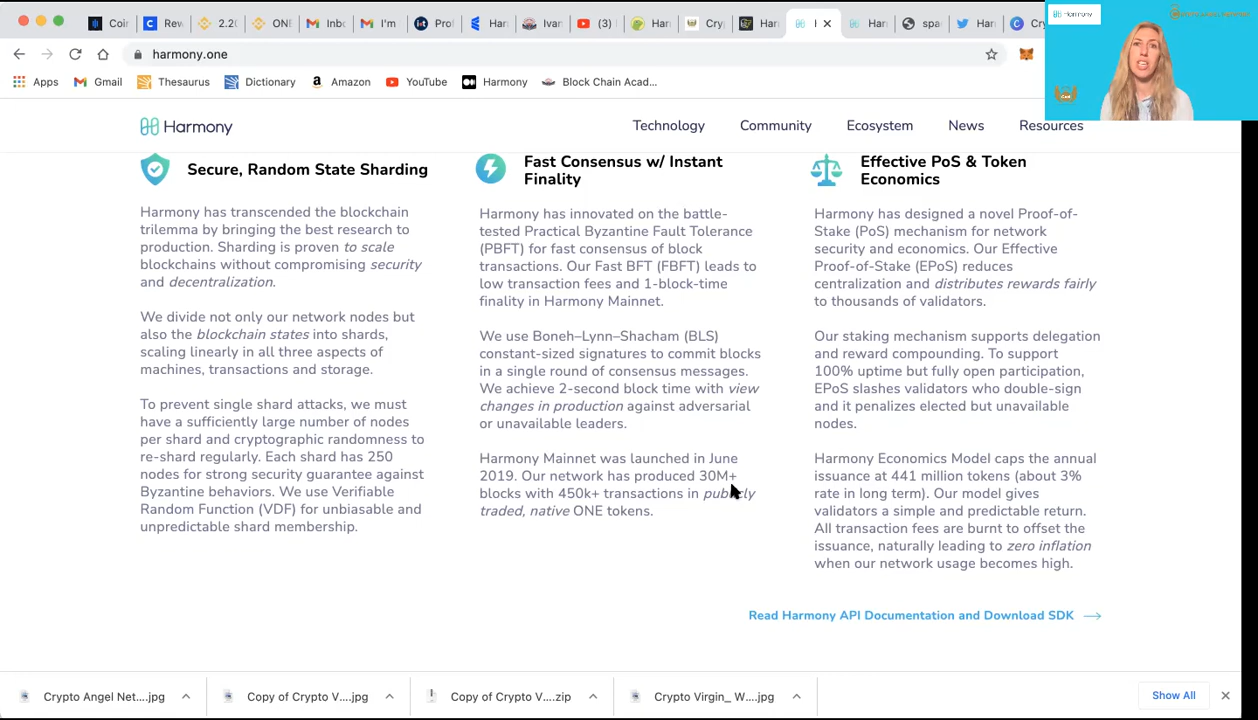 Coir
Rew
2.20
ONE
Inbo
I'm
Pro
Har
Ivan
(3)
Har
Cry
Har
Har
spa
Har
Cry
harmony.one
Apps
Gmail
Thesaurus
Dictionary
Amazon
YouTube
Harmony
Block Chain Acad...
Harmony
Harmony
Technology
Community
Ecosystem
News
Resources
Secure, Random State Sharding
Harmony has transcended the blockchain
trilemma by bringing the best research to
production. Sharding is proven to scale
blockchains without compromising security
and decentralization.
We divide not only our network nodes but
also the blockchain states into shards,
scaling linearly in all three aspects of
machines, transactions and storage.
To prevent single shard attacks, we must
have a sufficiently large number of nodes
per shard and cryptographic randomness to
re-shard regularly. Each shard has 250
nodes for strong security guarantee against
Byzantine behaviors. We use Verifiable
Random Function (VDF) for unbiasable and
unpredictable shard membership.
Fast Consensus w/ Instant
Finality
Harmony has innovated on the battle-
tested Practical Byzantine Fault Tolerance
(PBFT) for fast consensus of block
transactions. Our Fast BFT (FBFT) leads to
low transaction fees and 1-block-time
finality in Harmony Mainnet.
We use Boneh–Lynn–Shacham (BLS)
constant-sized signatures to commit blocks
in a single round of consensus messages.
We achieve 2-second block time with view
changes in production against adversarial
or unavailable leaders.
Harmony Mainnet was launched in June
2019. Our network has produced 30M+
blocks with 450k+ transactions in publicly
traded, native ONE tokens.
Effective PoS & Token
Economics
Harmony has designed a novel Proof-of-
Stake (PoS) mechanism for network
security and economics. Our Effective
Proof-of-Stake (EPoS) reduces
centralization and distributes rewards fairly
to thousands of validators.
Our staking mechanism supports delegation
and reward compounding. To support
100% uptime but fully open participation,
EPoS slashes validators who double-sign
and it penalizes elected but unavailable
nodes.
Harmony Economics Model caps the annual
issuance at 441 million tokens (about 3%
rate in long term). Our model gives
validators a simple and predictable return.
All transaction fees are burnt to offset the
issuance, naturally leading to zero inflation
when our network usage becomes high.
Read Harmony API Documentation and Download SDK
Crypto Angel Net....jpg
Copy of Crypto V....jpg
Copy of Crypto V....zip
Crypto Virgin_ W....jpg
Show All